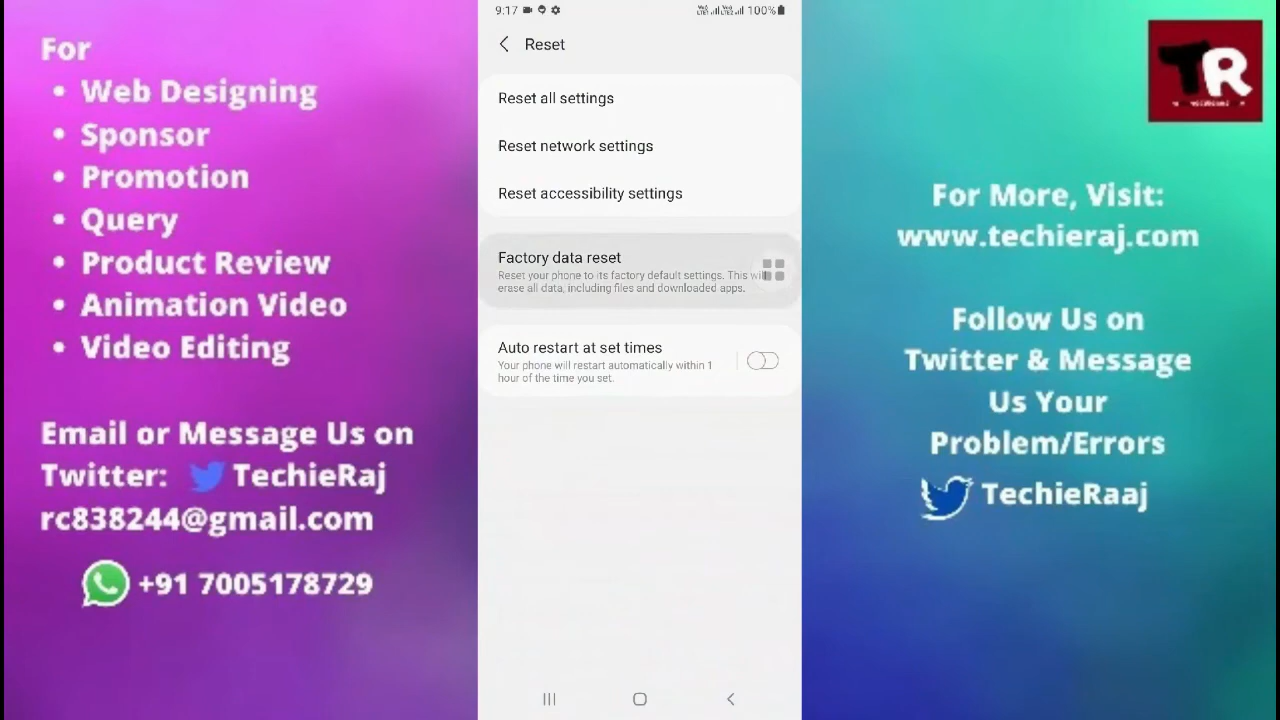 For
• Web Designing
• Sponsor
• Promotion
• Query
• Product Review
• Animation Video
• Video Editing
Email or Message Us on
Twitter: TechieRaj
rc838244@gmail.com
+91 7005178729
9:17
100%
Reset
Reset all settings
Reset network settings
Reset accessibility settings
Factory data reset
Reset your phone to its factory default settings. This will
erase all data, including files and downloaded apps.
Auto restart at set times
Your phone will restart automatically within 1
hour of the time you set.
TR
For More, Visit:
www.techieraj.com
Follow Us on
Twitter & Message
Us Your
Problem/Errors
TechieRaaj